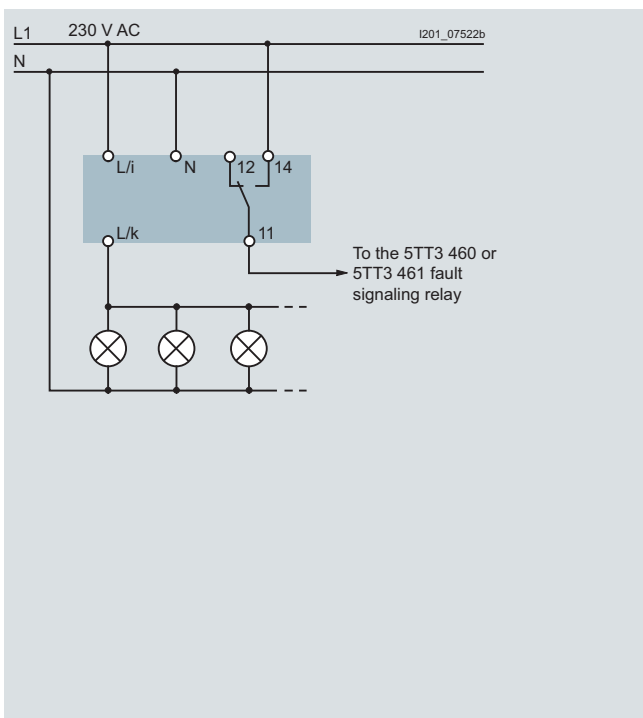 L1 230 V AC I201_07522b
N
L/i N 12 14
L/k 11
To the 5TT3 460 or
5TT3 461 fault
signaling relay